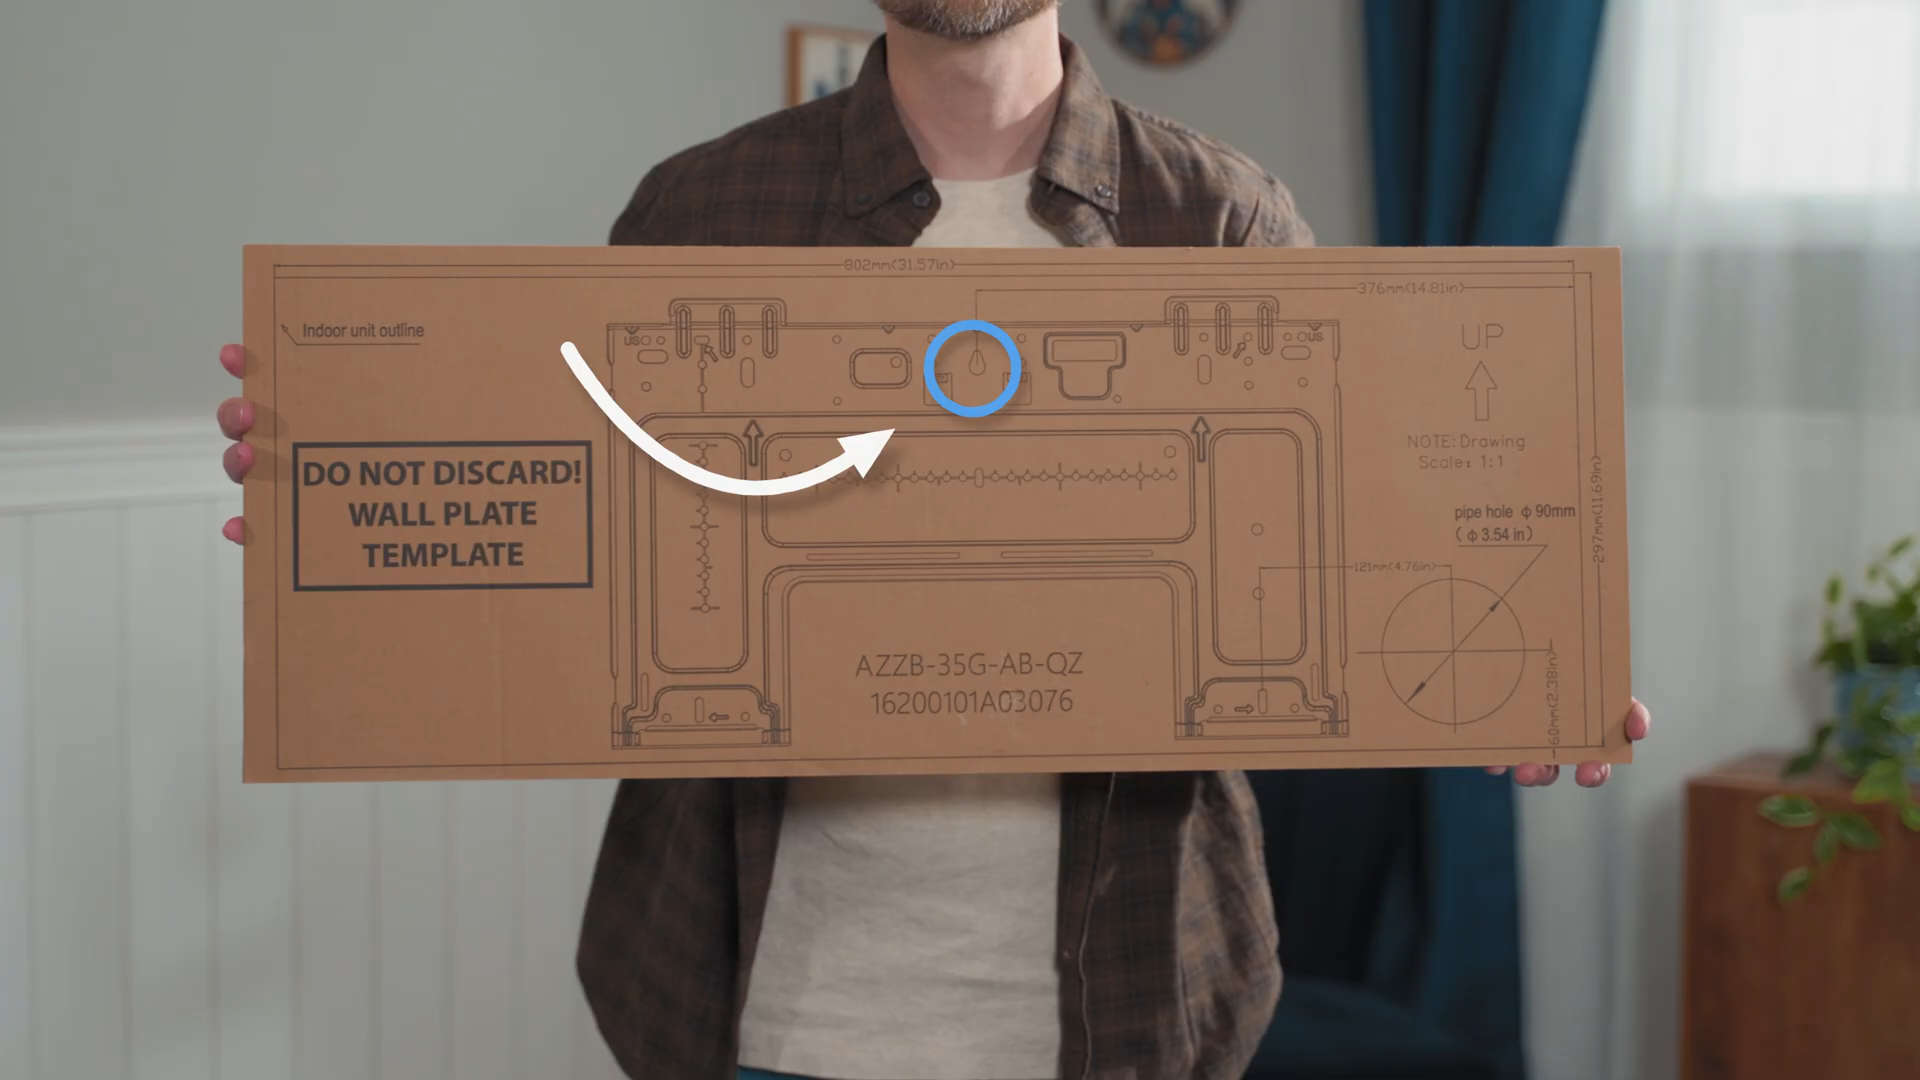 802mm(31.57in)
376mm(14.81in)
Indoor unit outline
US
US
UP
NOTE: Drawing
Scale: 1:1
DO NOT DISCARD!
WALL PLATE
TEMPLATE
pipe hole ϕ 90mm
( ϕ 3.54 in)
297mm(11.69in)
121mm(4.76in)
60mm(2.38in)
AZZB-35G-AB-QZ
16200101A03076